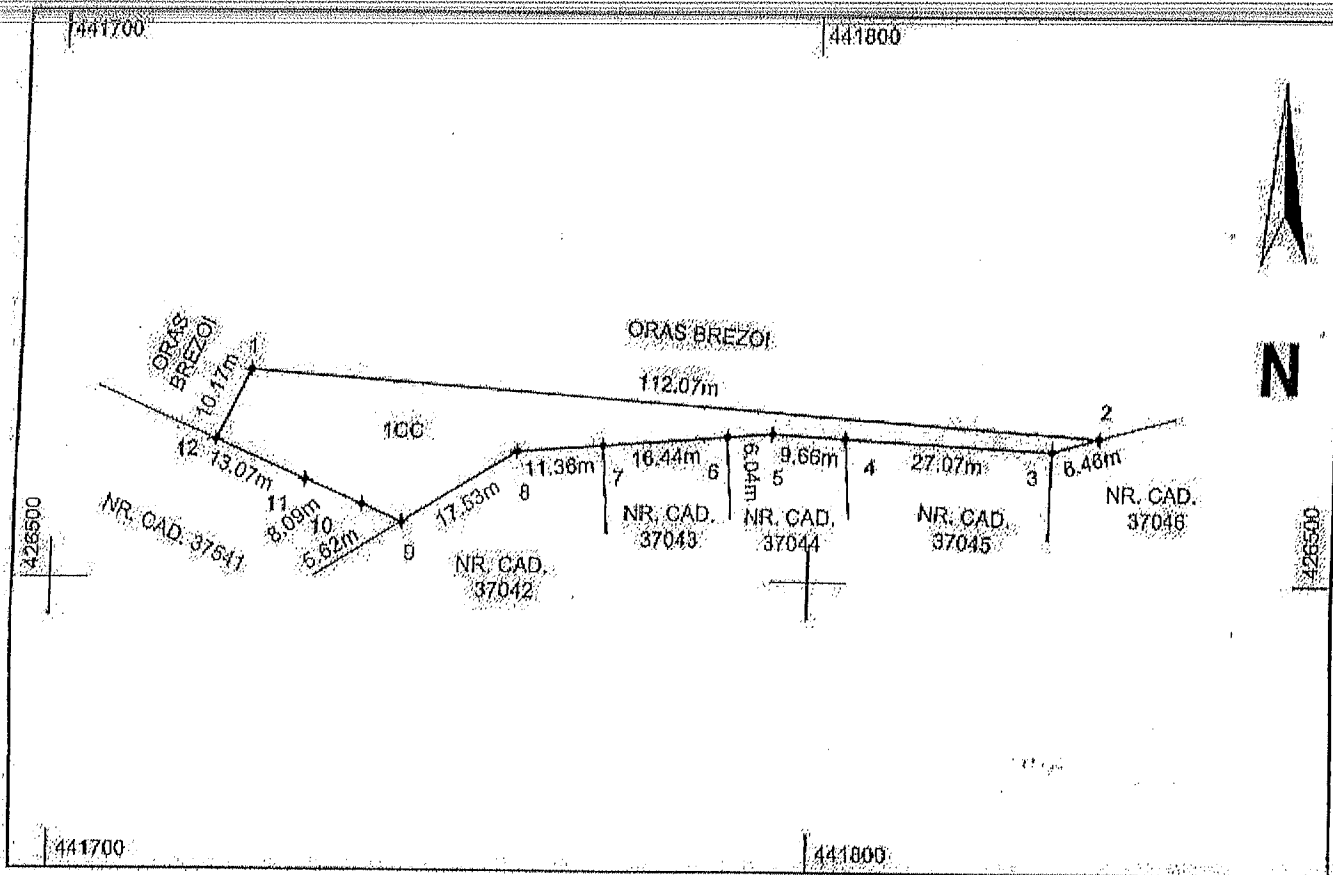 441700
441800
ORAS
BREZOI
1
ORAS BREZOI
N
10.17m
112.07m
2
1CC
12
13.07m
11
8.09m
10
5.62m
9
17.53m
8
11.36m
7
16.44m
6
6.04m
5
9.66m
4
27.07m
3
6.46m
NR. CAD. 37641
NR. CAD.
37042
NR. CAD.
37043
NR. CAD.
37044
NR. CAD.
37045
NR. CAD.
37046
426500
426500
441700
441800